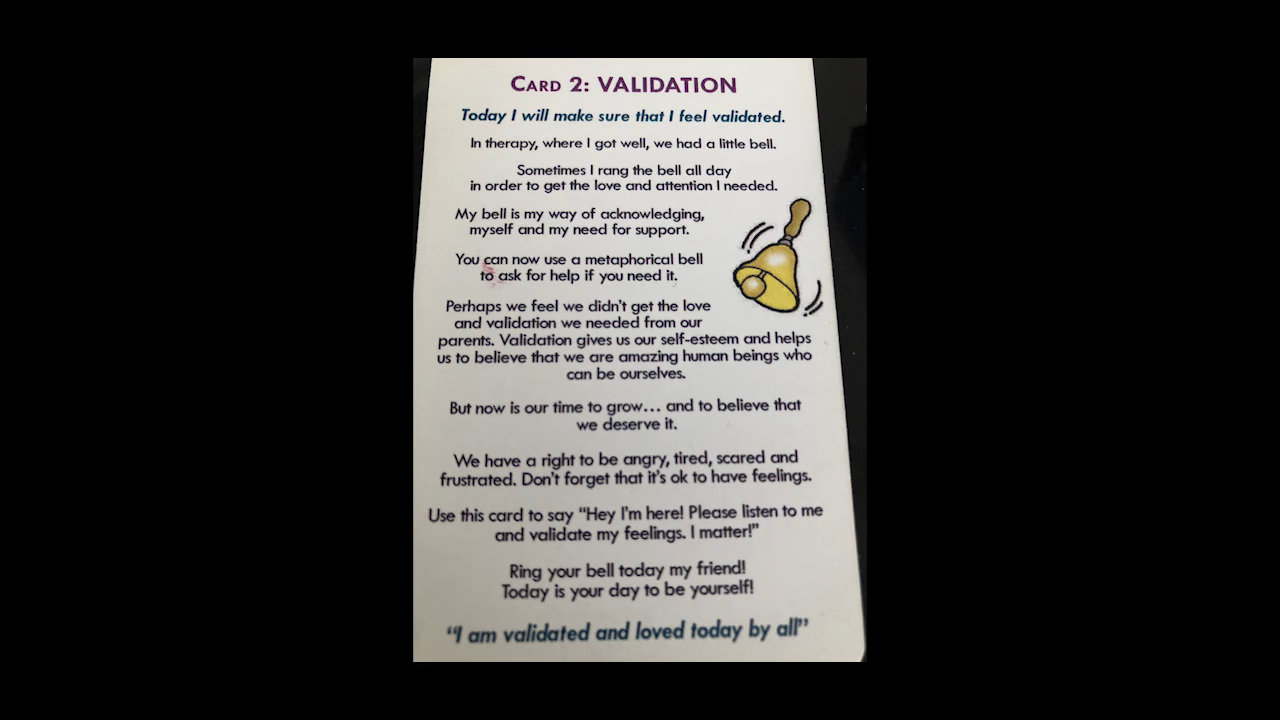 CARD 2: VALIDATION
Today I will make sure that I feel validated.
In therapy, where I got well, we had a little bell.
Sometimes I rang the bell all day
in order to get the love and attention I needed.
My bell is my way of acknowledging,
myself and my need for support.
You can now use a metaphorical bell
to ask for help if you need it.
Perhaps we feel we didn't get the love
and validation we needed from our
parents. Validation gives us our self-esteem and helps
us to believe that we are amazing human beings who
can be ourselves.
But now is our time to grow... and to believe that
we deserve it.
We have a right to be angry, tired, scared and
frustrated. Don't forget that it's ok to have feelings.
Use this card to say “Hey I'm here! Please listen to me
and validate my feelings. I matter!”
Ring your bell today my friend!
Today is your day to be yourself!
“I am validated and loved today by all”